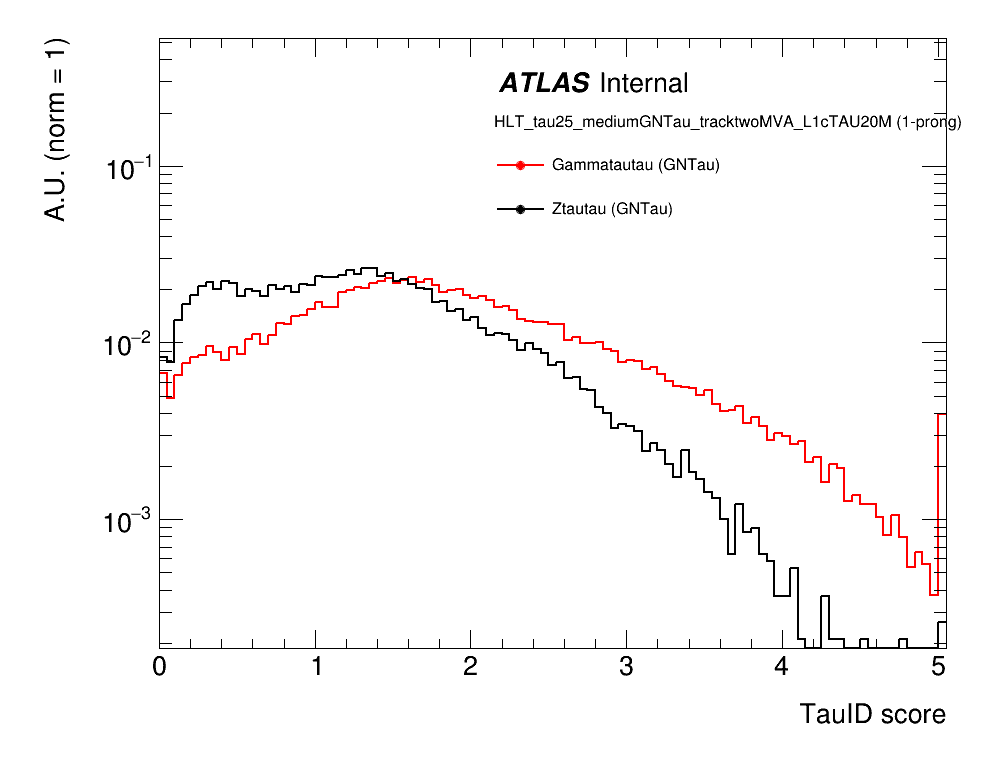 A.U. (norm = 1)
ATLAS Internal
HLT_tau25_mediumGNTau_tracktwoMVA_L1cTAU20M (1-prong)
Gammatautau (GNTau)
Ztautau (GNTau)
10⁻¹
10⁻²
10⁻³
0 1 2 3 4 5
TauID score